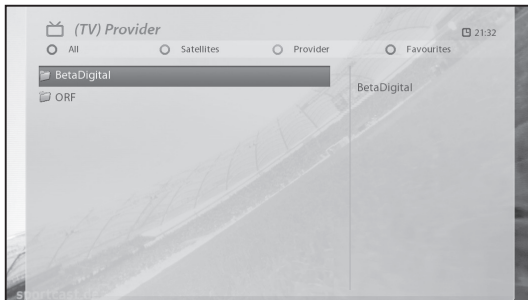 (TV) Provider
21:32
All Satellites Provider Favourites
BetaDigital
BetaDigital
ORF